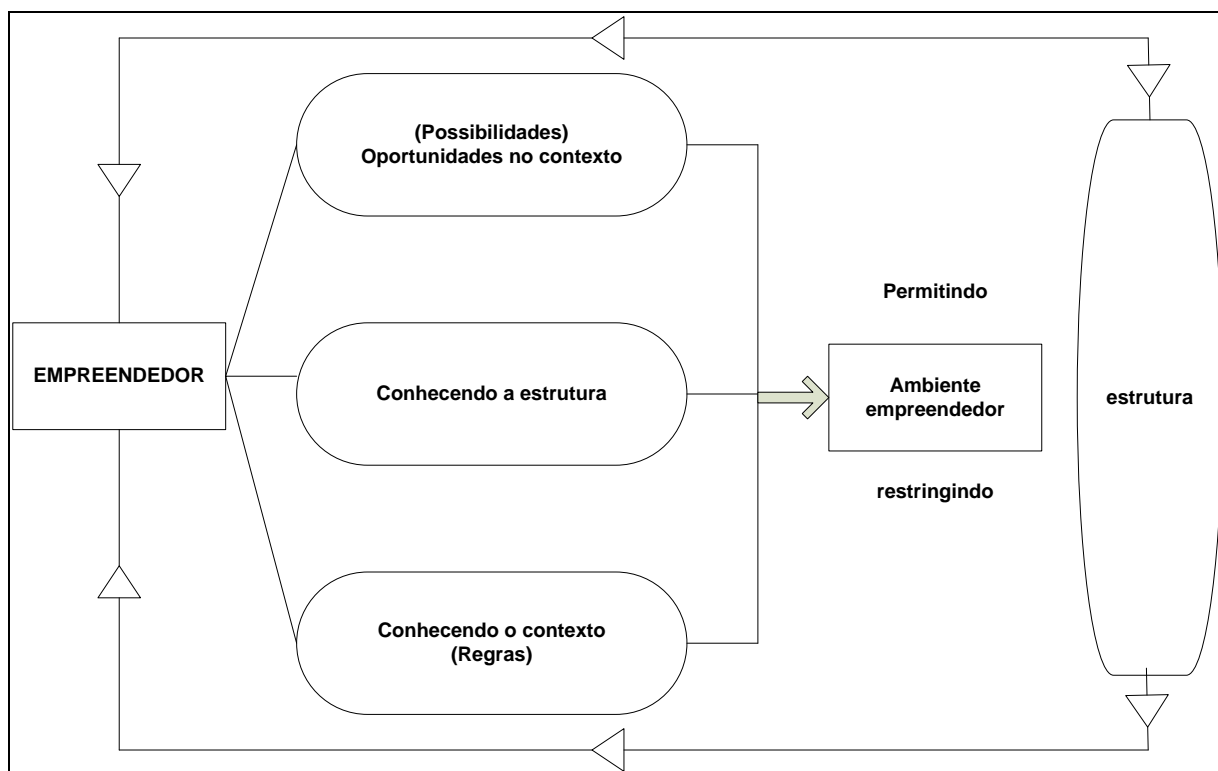 (Possibilidades)
Oportunidades no contexto
EMPREENDEDOR
Conhecendo a estrutura
Conhecendo o contexto
(Regras)
Permitindo
Ambiente
empreendedor
restringindo
estrutura